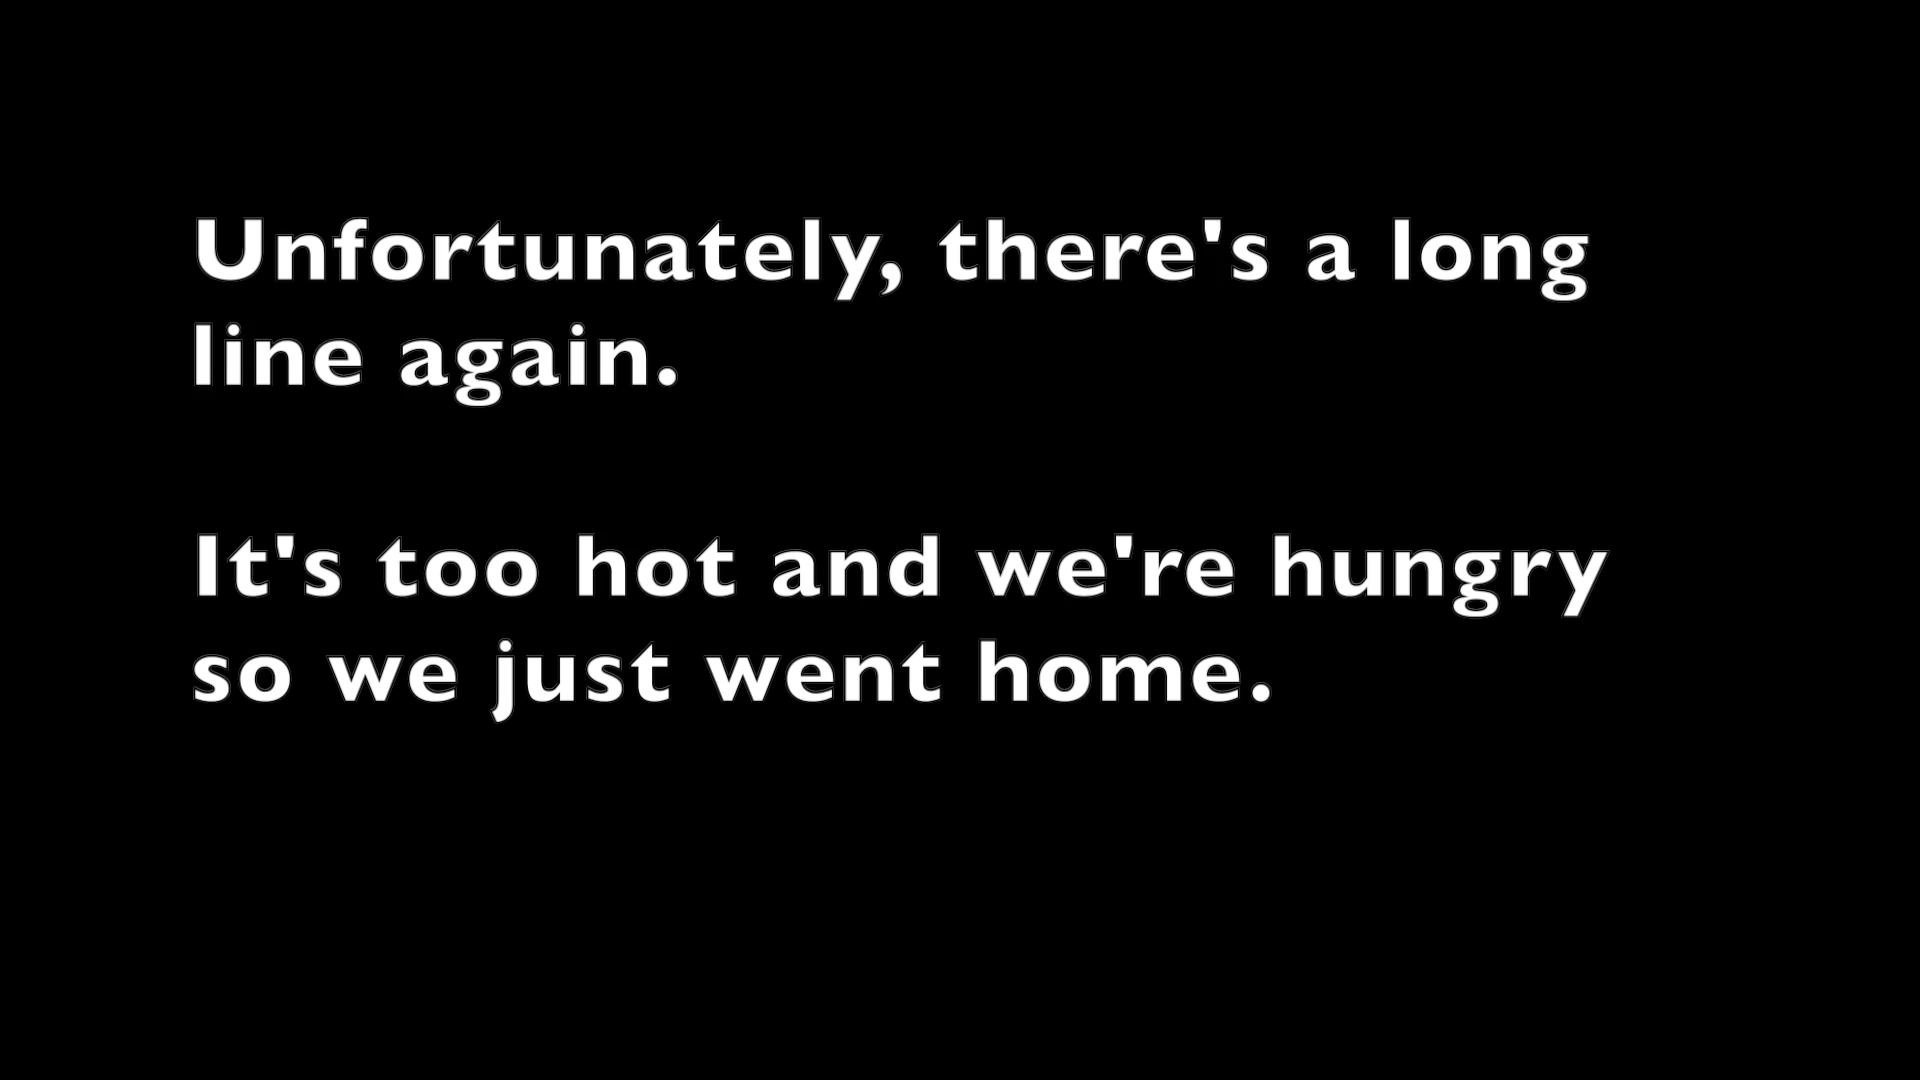 Unfortunately, there's a long
line again.
It's too hot and we're hungry
so we just went home.